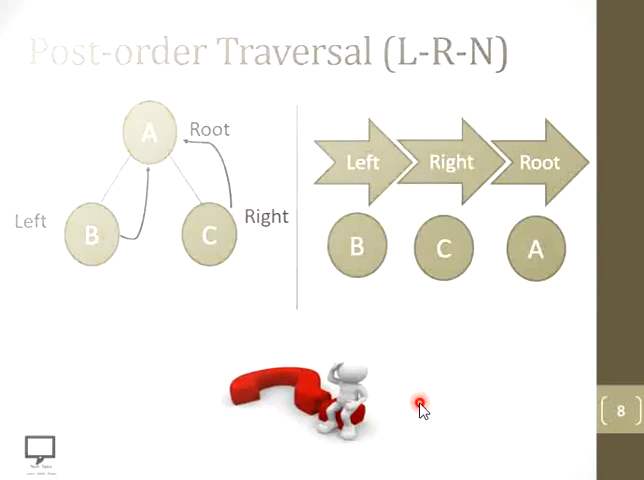 Post-order Traversal (L-R-N)
A
Root
Left
B
C
Right
Left
Right
Root
B
C
A
8